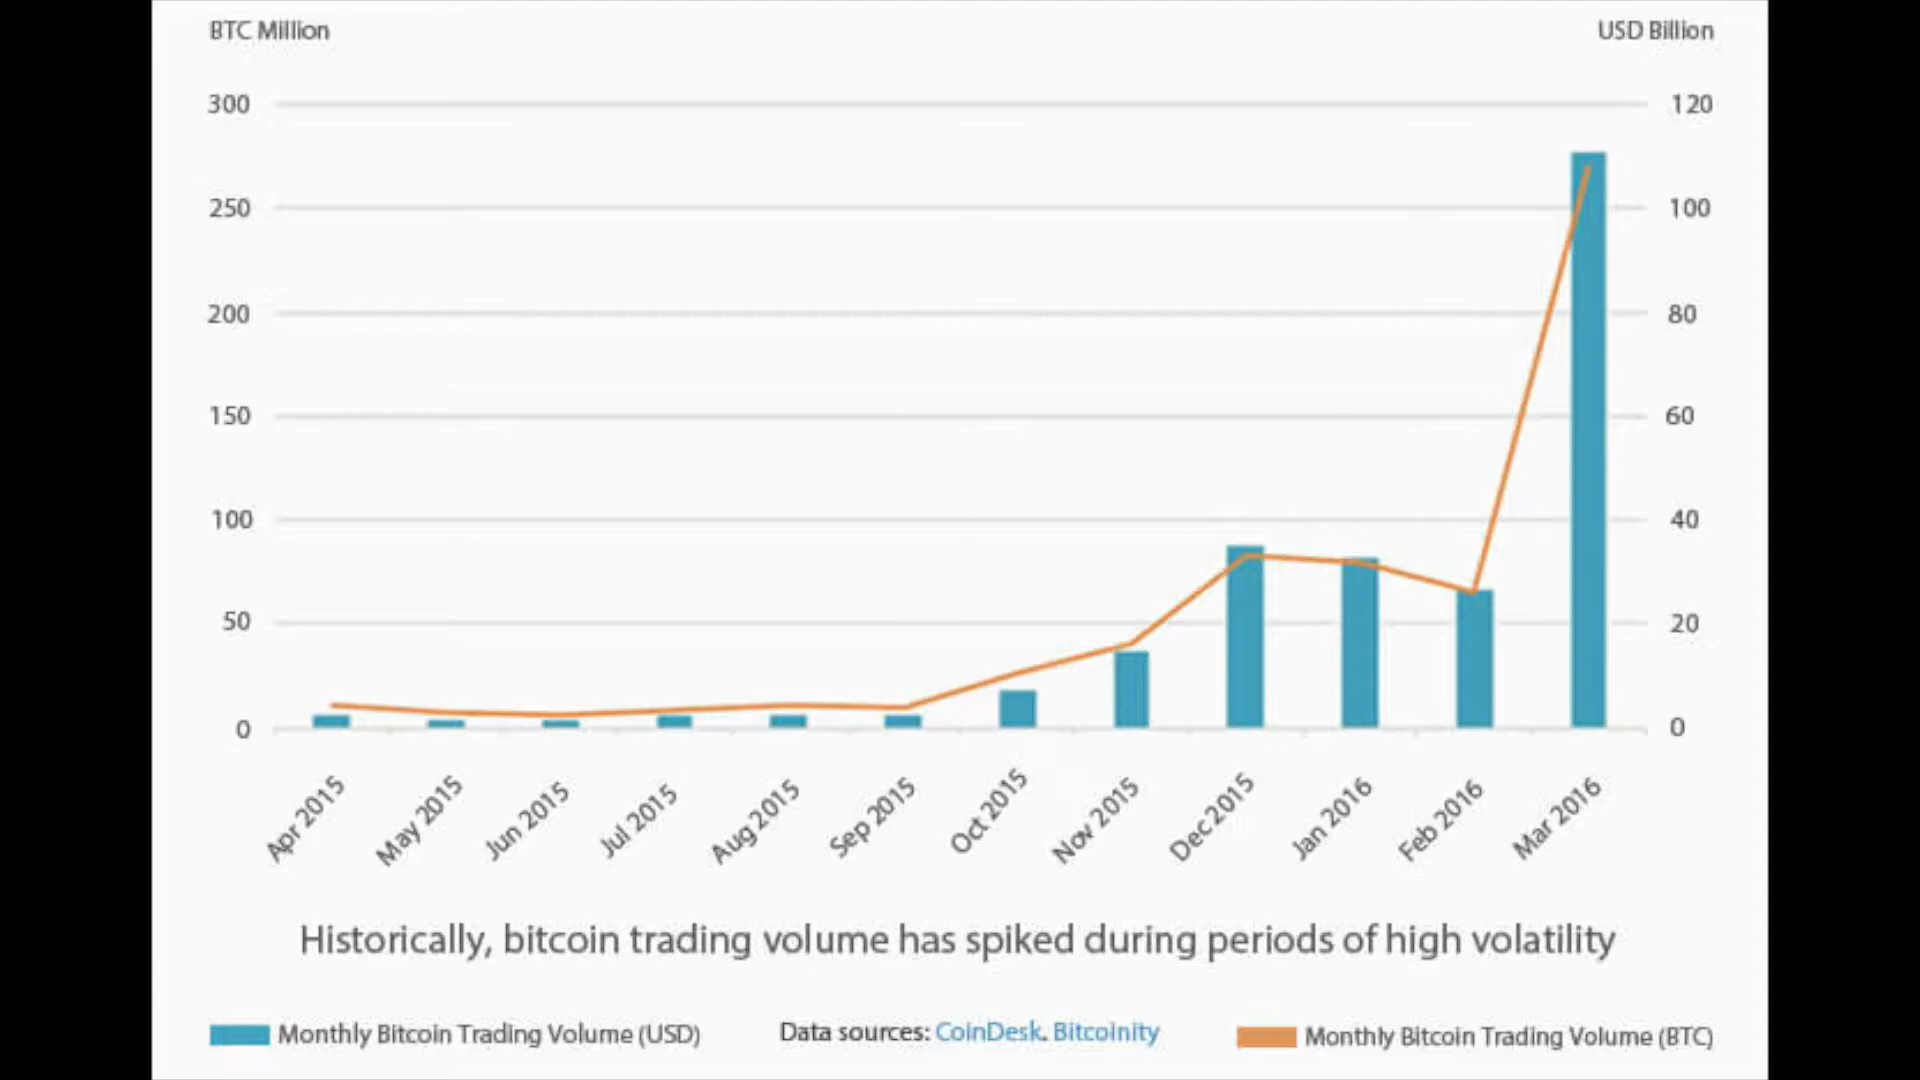 BTC Million
USD Billion
300
120
250
100
200
80
150
60
100
40
50
20
0
0
Apr 2015
May 2015
Jun 2015
Jul 2015
Aug 2015
Sep 2015
Oct 2015
Nov 2015
Dec 2015
Jan 2016
Feb 2016
Mar 2016
Historically, bitcoin trading volume has spiked during periods of high volatility
Monthly Bitcoin Trading Volume (USD)
Data sources: CoinDesk. Bitcoinity
Monthly Bitcoin Trading Volume (BTC)